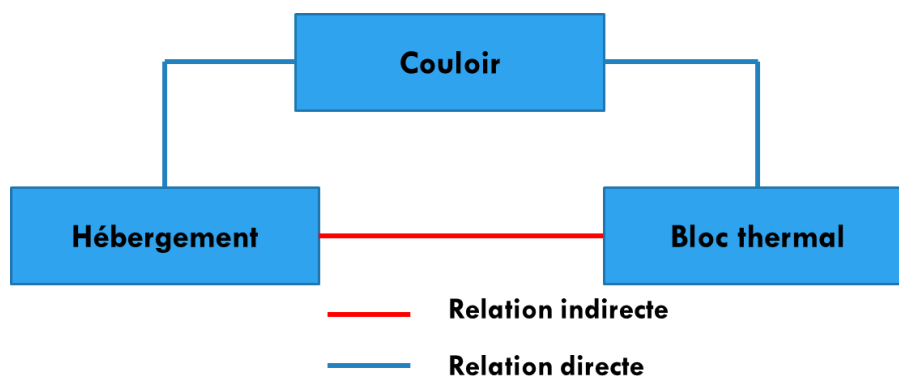 Couloir
Hébergement
Bloc thermal
Relation indirecte
Relation directe